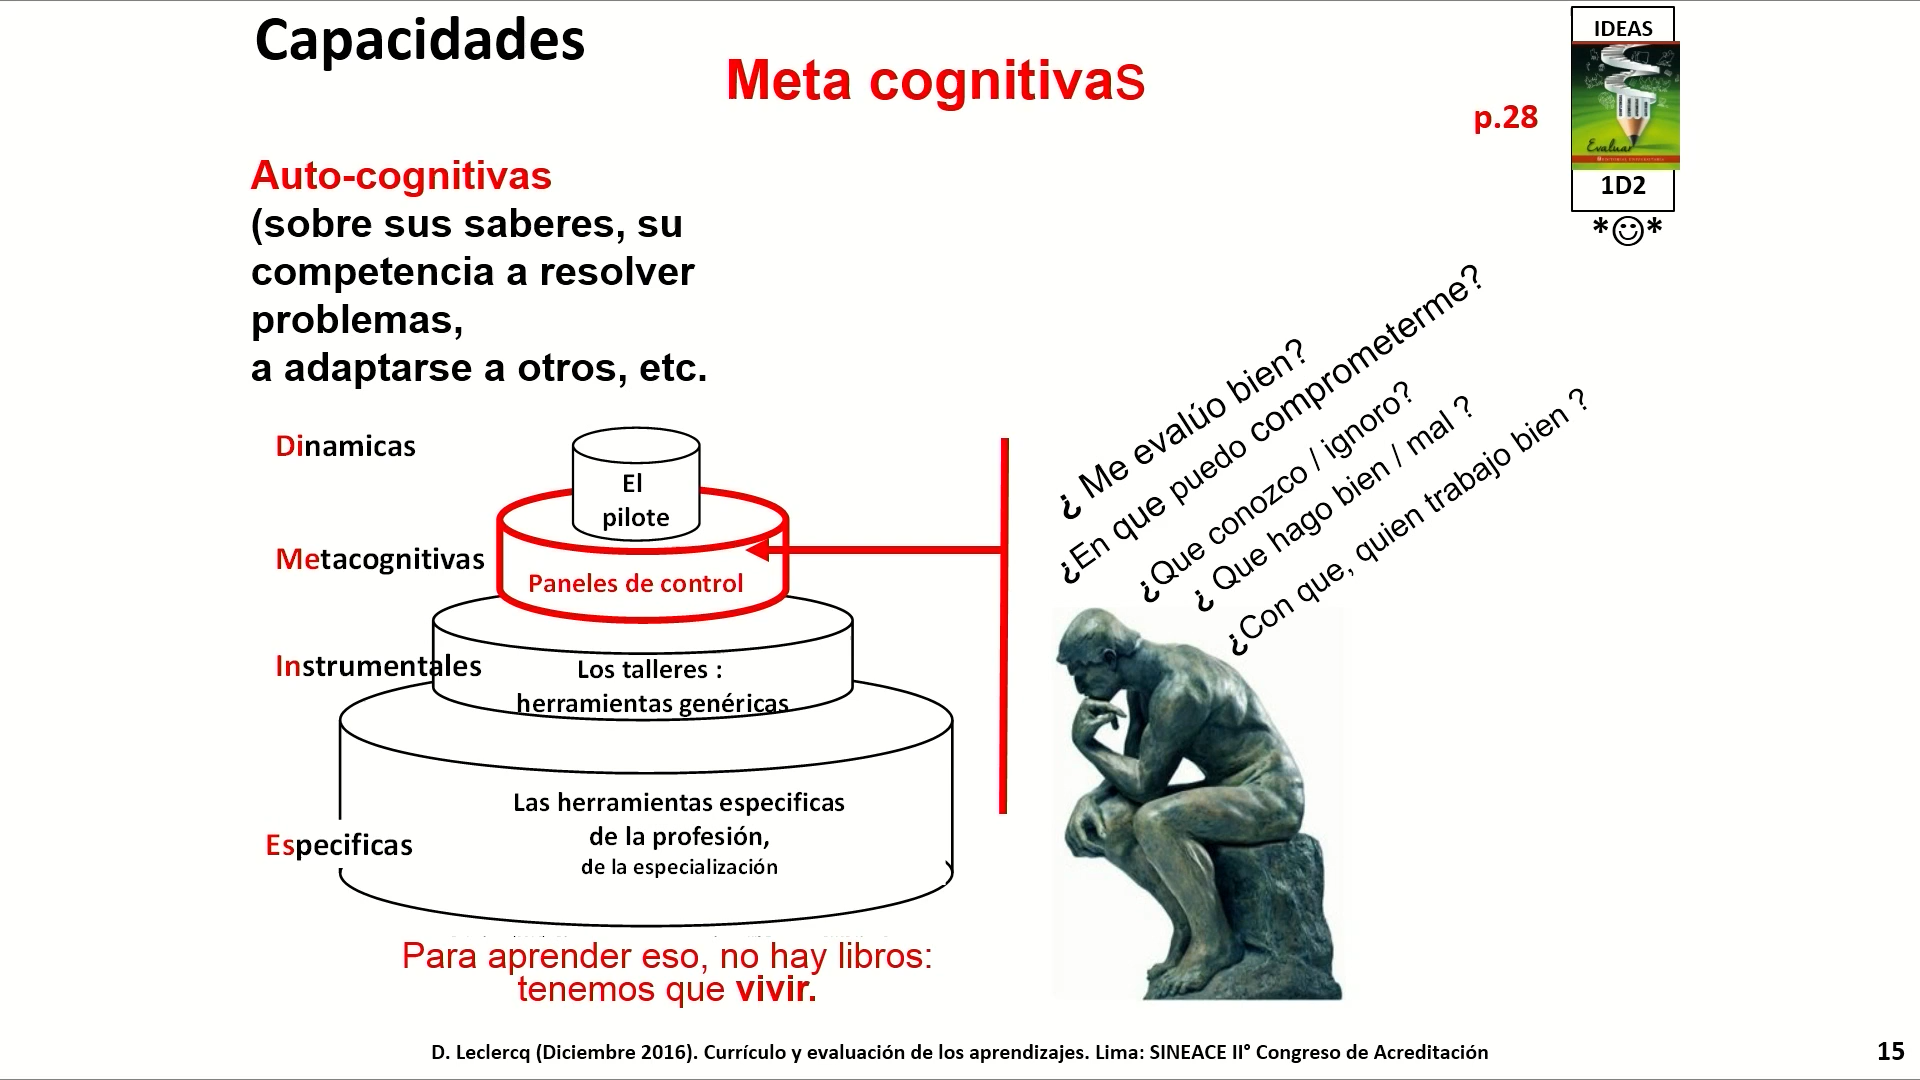 Capacidades
Meta cognitivas
IDEAS
p.28
Evaluar
1D2
*☺*
Auto-cognitivas
(sobre sus saberes, su
competencia a resolver
problemas,
a adaptarse a otros, etc.
¿ Me evalúo bien?
¿En que puedo comprometerme?
¿Que conozco / ignoro?
¿ Que hago bien / mal ?
¿Con que, quien trabajo bien ?
Dinamicas
El
pilote
Metacognitivas
Paneles de control
Instrumentales
Los talleres :
herramientas genéricas
Las herramientas especificas
de la profesión,
de la especialización
Especificas
Para aprender eso, no hay libros:
tenemos que vivir.
D. Leclercq (Diciembre 2016). Currículo y evaluación de los aprendizajes. Lima: SINEACE II° Congreso de Acreditación
15